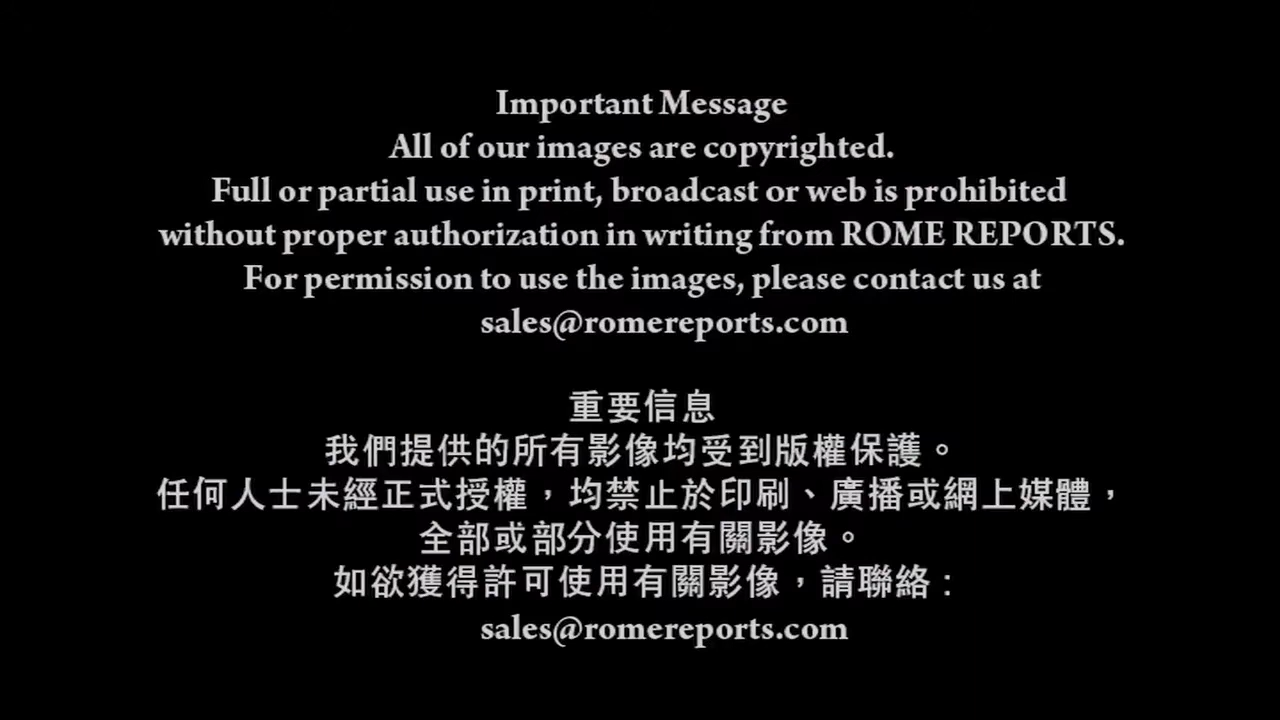 Important Message
All of our images are copyrighted.
Full or partial use in print, broadcast or web is prohibited
without proper authorization in writing from ROME REPORTS.
For permission to use the images, please contact us at
sales@romereports.com
重要信息
我們提供的所有影像均受到版權保護。
任何人士未經正式授權，均禁止於印刷、廣播或網上媒體，
全部或部分使用有關影像。
如欲獲得許可使用有關影像，請聯絡：
sales@romereports.com